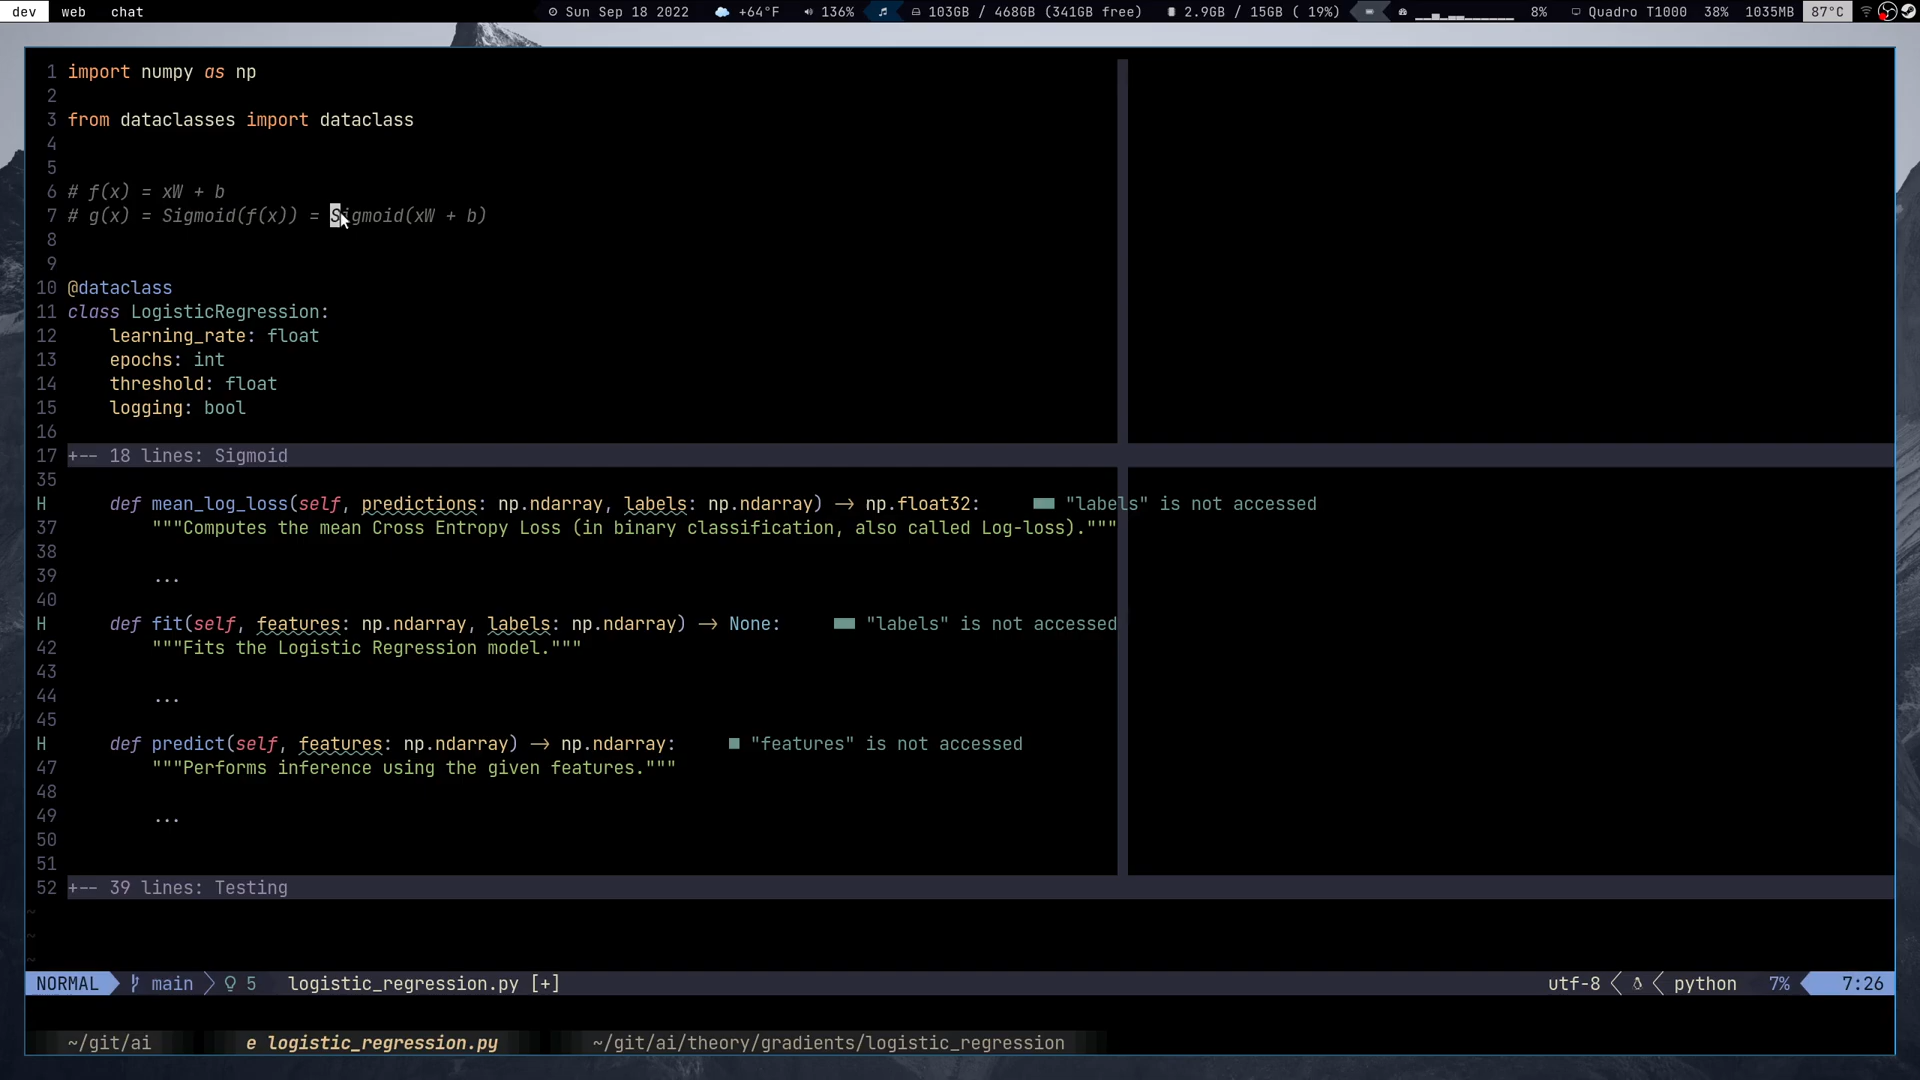 dev web chat Sun Sep 18 2022 +64°F 136% 103GB / 468GB (341GB free) 2.9GB / 15GB ( 19%) 8% Quadro T1000 38% 1035MB 87°C
1 import numpy as np
2
3 from dataclasses import dataclass
4
5
6 # f(x) = xW + b
7 # g(x) = Sigmoid(f(x)) = Sigmoid(xW + b)
8
9
10 @dataclass
11 class LogisticRegression:
12 learning_rate: float
13 epochs: int
14 threshold: float
15 logging: bool
16
17 +-- 18 lines: Sigmoid
35
H def mean_log_loss(self, predictions: np.ndarray, labels: np.ndarray) -> np.float32: ■■ "labels" is not accessed
37 """Computes the mean Cross Entropy Loss (in binary classification, also called Log-loss)."""
38
39 ...
40
H def fit(self, features: np.ndarray, labels: np.ndarray) -> None: ■■ "labels" is not accessed
42 """Fits the Logistic Regression model."""
43
44 ...
45
H def predict(self, features: np.ndarray) -> np.ndarray: ■ "features" is not accessed
47 """Performs inference using the given features."""
48
49 ...
50
51
52 +-- 39 lines: Testing
~
~
~
NORMAL main 5 logistic_regression.py [+] utf-8 python 7% 7:26
~/git/ai e logistic_regression.py ~/git/ai/theory/gradients/logistic_regression